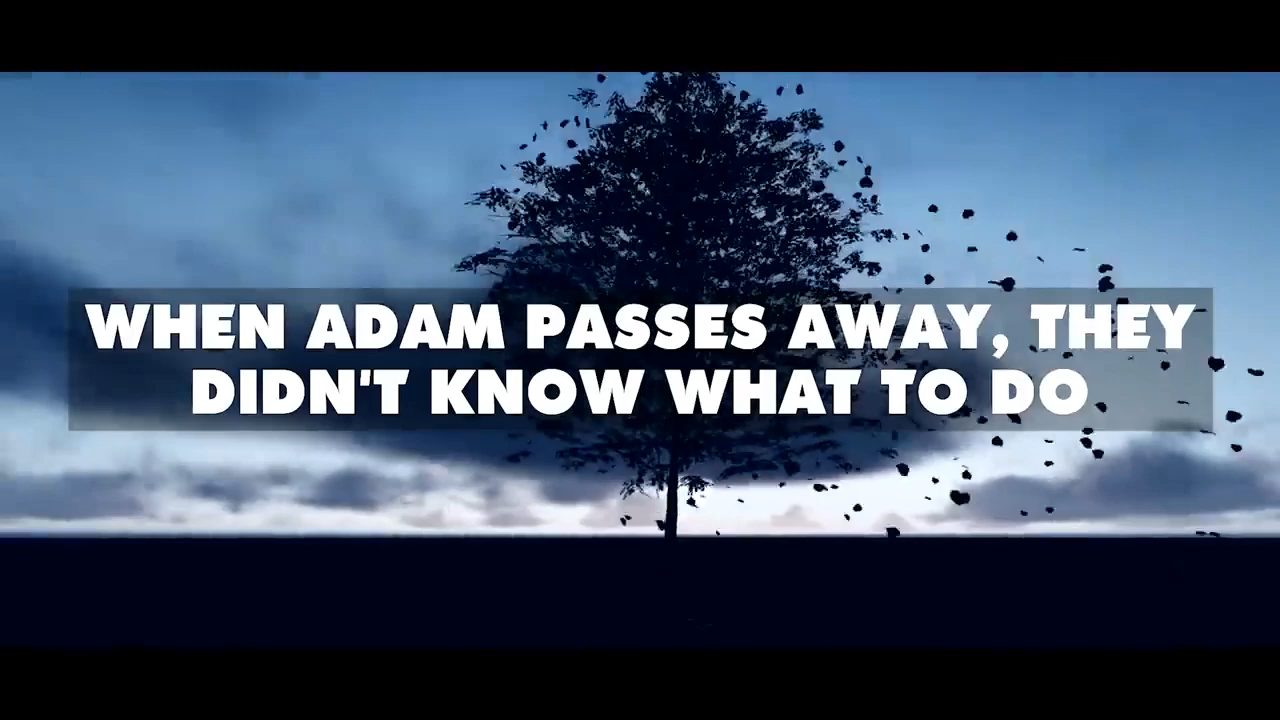 WHEN ADAM PASSES AWAY, THEY
DIDN'T KNOW WHAT TO DO